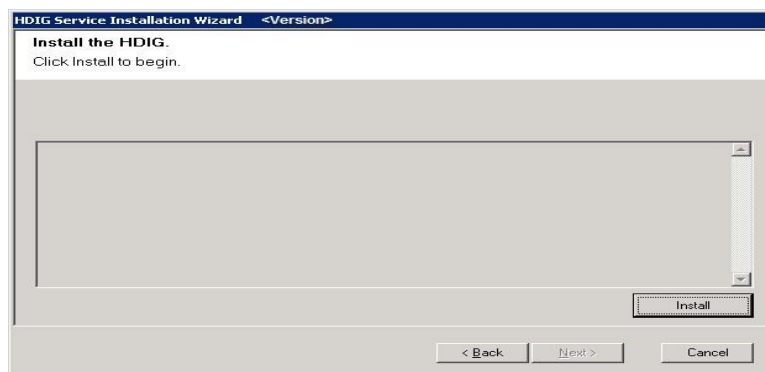 HDIG Service Installation Wizard <Version>
Install the HDIG.
Click Install to begin.
Install
< Back Next > Cancel